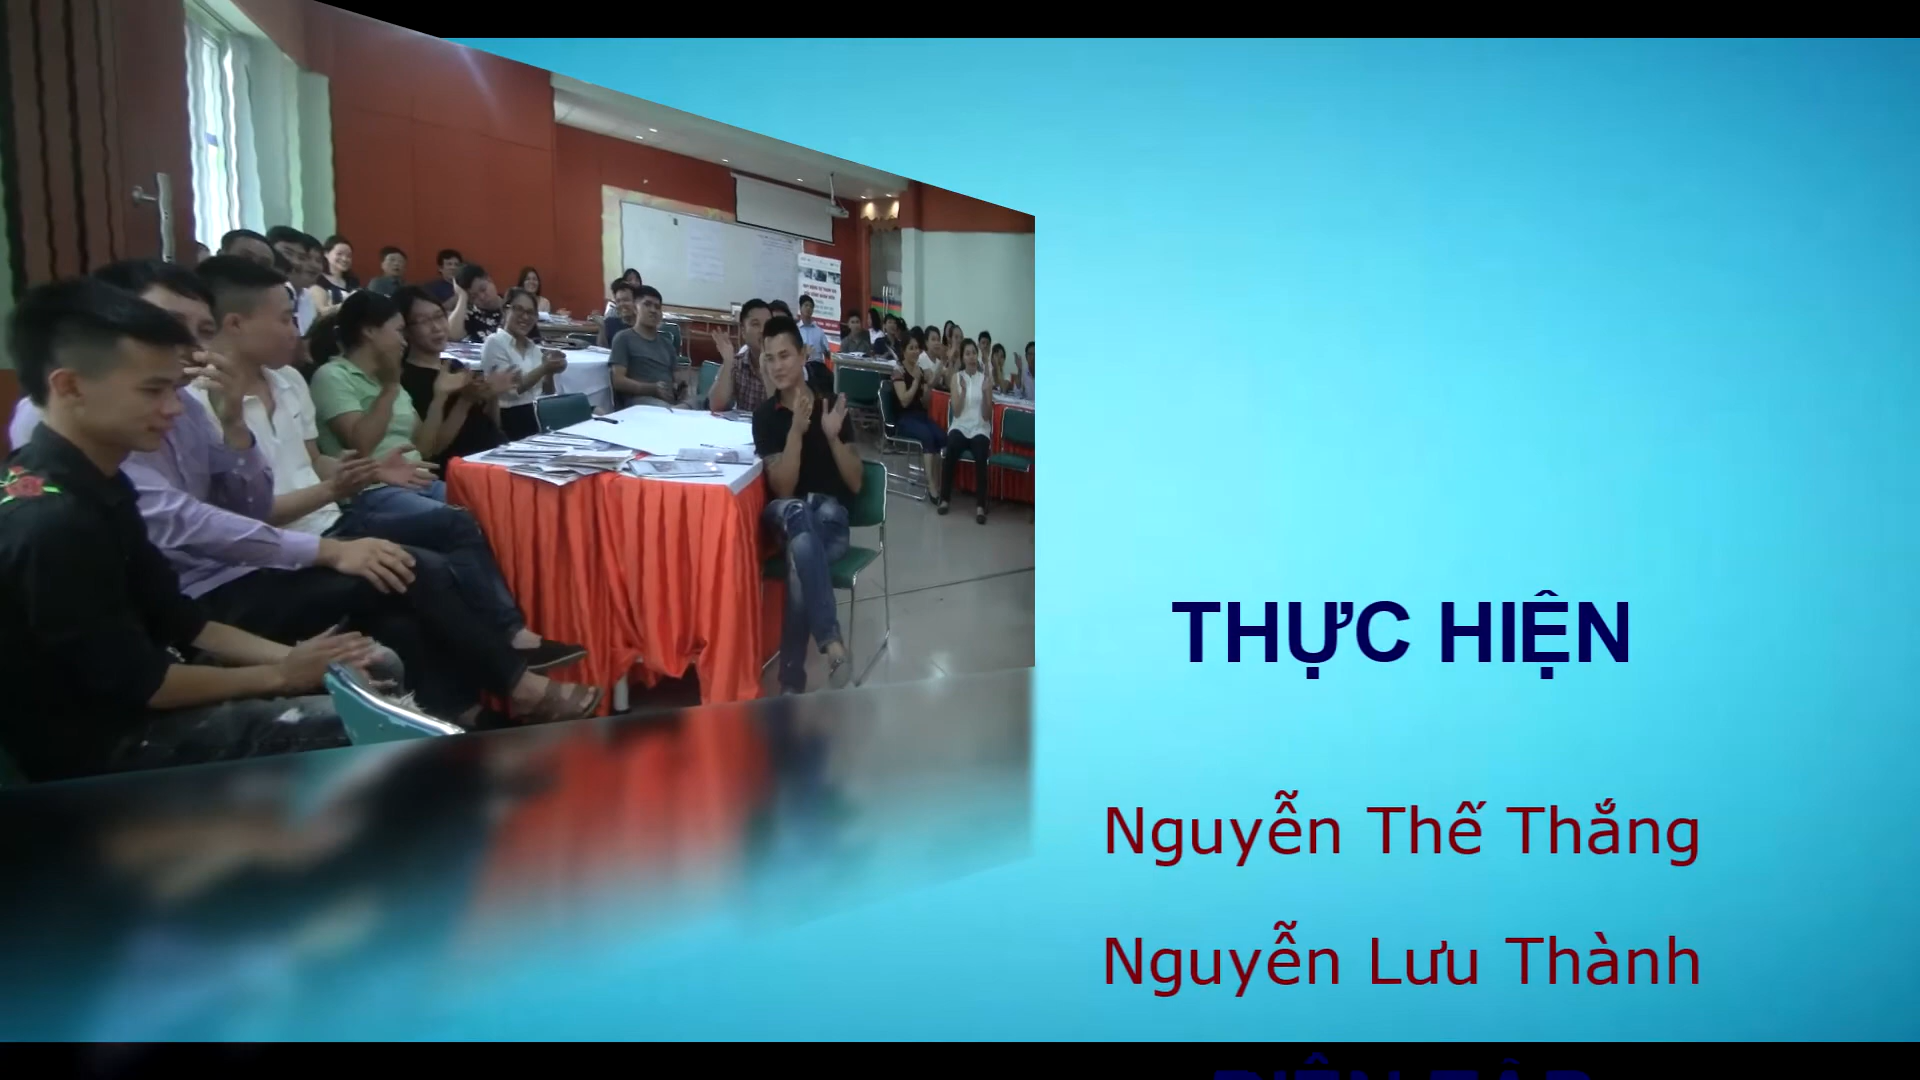 THỰC HIỆN
Nguyễn Thế Thắng
Nguyễn Lưu Thành